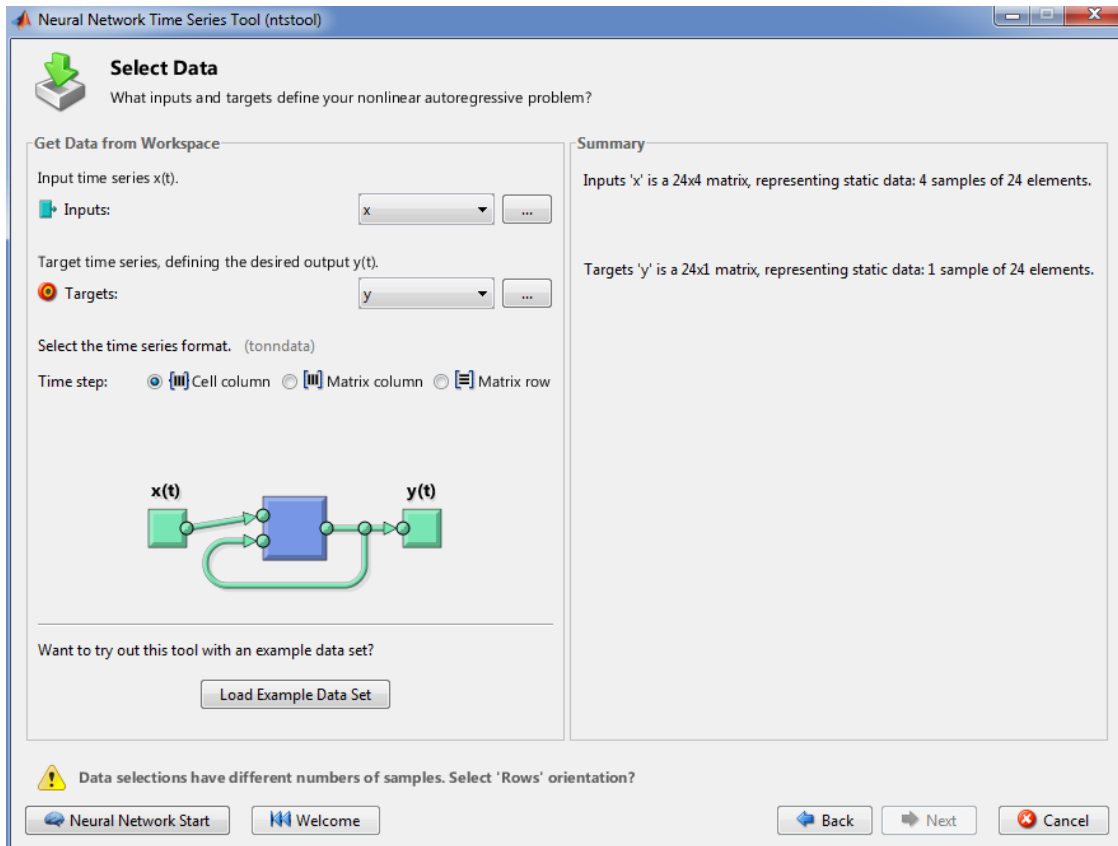 Neural Network Time Series Tool (ntstool)
Select Data
What inputs and targets define your nonlinear autoregressive problem?
Get Data from Workspace
Input time series x(t).
Inputs:
x
...
Target time series, defining the desired output y(t).
Targets:
y
...
Select the time series format. (tonndata)
Time step: Cell column Matrix column Matrix row
x(t) y(t)
Want to try out this tool with an example data set?
Load Example Data Set
Summary
Inputs 'x' is a 24x4 matrix, representing static data: 4 samples of 24 elements.
Targets 'y' is a 24x1 matrix, representing static data: 1 sample of 24 elements.
Data selections have different numbers of samples. Select 'Rows' orientation?
Neural Network Start Welcome Back Next Cancel